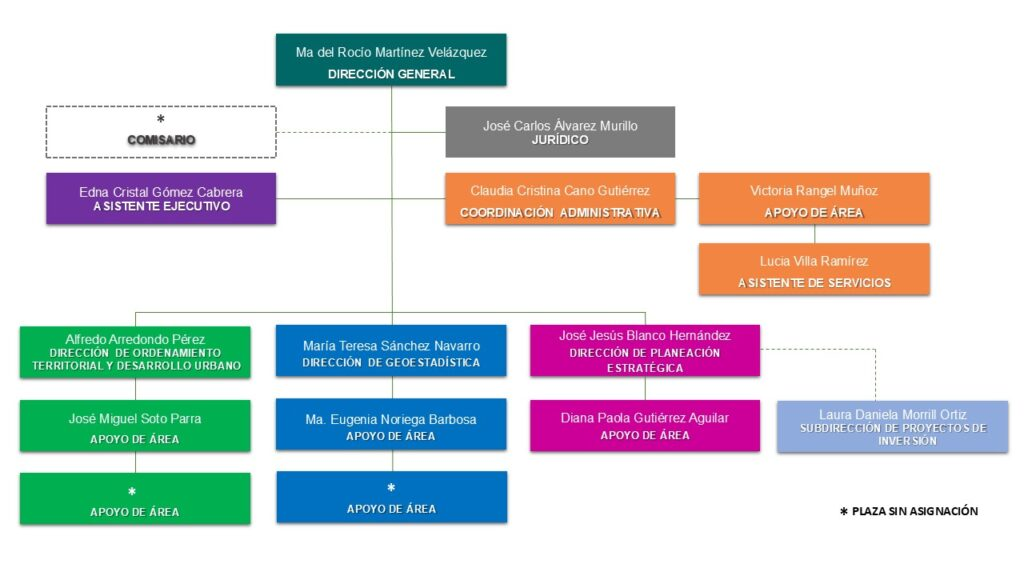 Ma del Rocio Martínez Velázquez
DIRECCIÓN GENERAL
*
COMISARIO
José Carlos Álvarez Murillo
JURÍDICO
Edna Cristal Gómez Cabrera
ASISTENTE EJECUTIVO
Claudia Cristina Cano Gutiérrez
COORDINACIÓN ADMINISTRATIVA
Victoria Rangel Muñoz
APOYO DE ÁREA
Lucia Villa Ramírez
ASISTENTE DE SERVICIOS
Alfredo Arredondo Pérez
DIRECCIÓN DE ORDENAMIENTO
TERRITORIAL Y DESARROLLO URBANO
María Teresa Sánchez Navarro
DIRECCIÓN DE GEOESTADÍSTICA
José Jesús Blanco Hernández
DIRECCIÓN DE PLANEACIÓN
ESTRATÉGICA
José Miguel Soto Parra
APOYO DE ÁREA
Ma. Eugenia Noriega Barbosa
APOYO DE ÁREA
Diana Paola Gutiérrez Aguilar
APOYO DE ÁREA
Laura Daniela Morrill Ortiz
SUBDIRECCIÓN DE PROYECTOS DE
INVERSIÓN
*
APOYO DE ÁREA
*
APOYO DE ÁREA
* PLAZA SIN ASIGNACIÓN